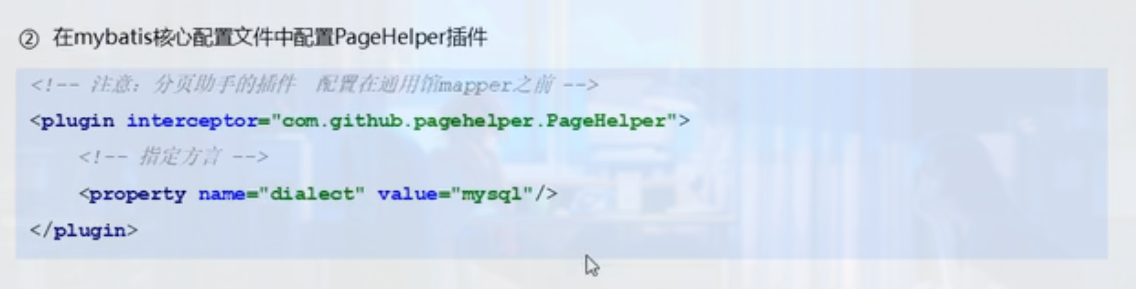 ② 在mybatis核心配置文件中配置PageHelper插件
<!-- 注意：分页助手的插件 配置在通用馆mapper之前 -->
<plugin interceptor="com.github.pagehelper.PageHelper">
<!-- 指定方言 -->
<property name="dialect" value="mysql"/>
</plugin>